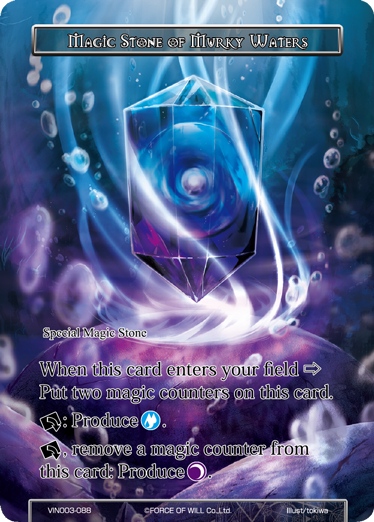 Magic Stone of Murky Waters
Special Magic Stone
When this card enters your field ⇨
Put two magic counters on this card.
: Produce .
, remove a magic counter from
this card: Produce .
VIN003-088 ©FORCE OF WILL Co.,Ltd. Illust/tokiwa